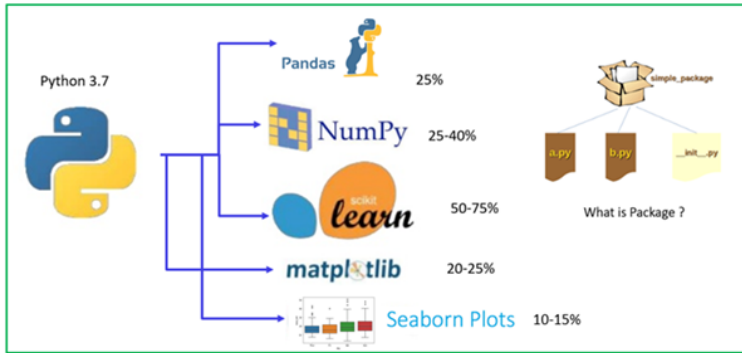 Python 3.7
Pandas
25%
NumPy
25-40%
scikit
learn
50-75%
matplotlib
20-25%
Seaborn Plots
10-15%
simple_package
a.py
b.py
__init__.py
What is Package ?